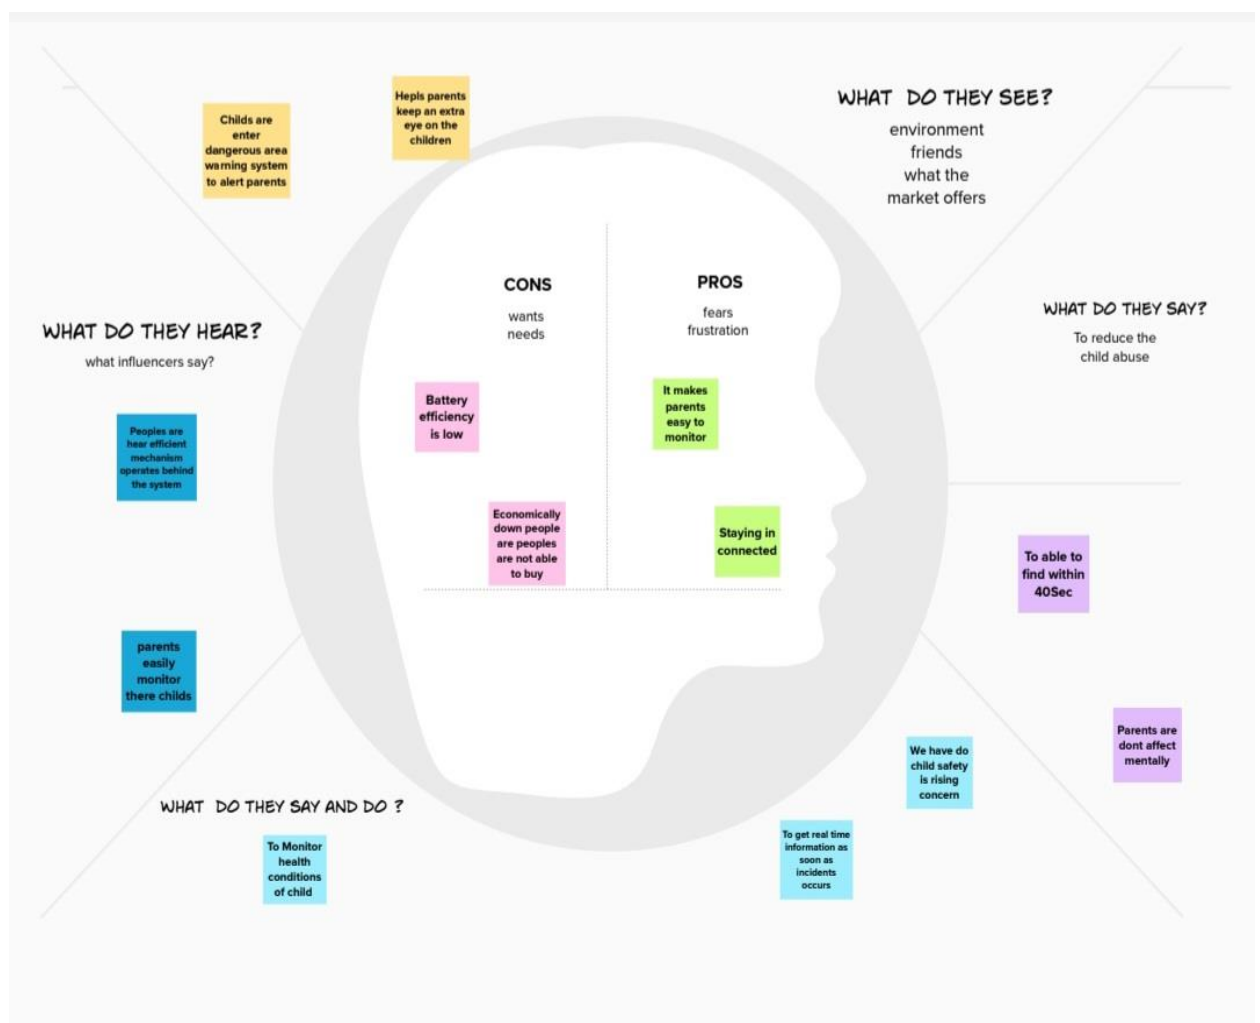 Childs are
enter
dangerous area
warning system
to alert parents
Hepls parents
keep an extra
eye on the
children
WHAT DO THEY SEE?
environment
friends
what the
market offers
WHAT DO THEY HEAR?
what influencers say?
Peoples are
hear efficient
mechanism
operates behind
the system
parents
easily
monitor
there childs
CONS
wants
needs
Battery
efficiency
is low
Economically
down people
are peoples
are not able
to buy
PROS
fears
frustration
It makes
parents
easy to
monitor
Staying in
connected
WHAT DO THEY SAY?
To reduce the
child abuse
To able to
find within
40Sec
Parents are
dont affect
mentally
WHAT DO THEY SAY AND DO ?
To Monitor
health
conditions
of child
We have do
child safety
is rising
concern
To get real time
information as
soon as
incidents
occurs